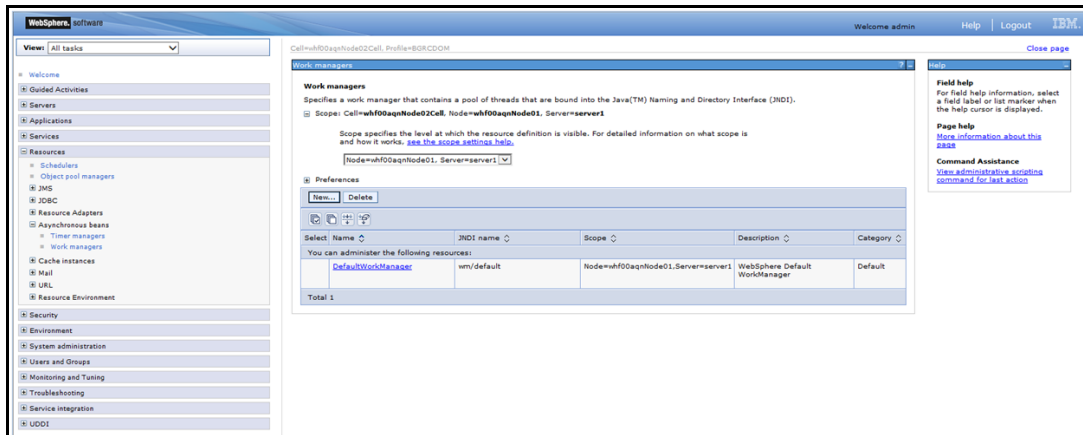 WebSphere. software
Welcome admin
Help | Logout
IBM.
View: All tasks
Cell=whf00aqnNode02Cell, Profile=BGRCDOM
Close page
Welcome
Guided Activities
Servers
Applications
Services
Resources
Schedulers
Object pool managers
JMS
JDBC
Resource Adapters
Asynchronous beans
Timer managers
Work managers
Cache instances
Mail
URL
Resource Environment
Security
Environment
System administration
Users and Groups
Monitoring and Tuning
Troubleshooting
Service integration
UDDI
Work managers
? -
Work managers
Specifies a work manager that contains a pool of threads that are bound into the Java(TM) Naming and Directory Interface (JNDI).
Scope: Cell=whf00aqnNode02Cell, Node=whf00aqnNode01, Server=server1
Scope specifies the level at which the resource definition is visible. For detailed information on what scope is
and how it works, see the scope settings help.
Node=whf00aqnNode01, Server=server1
Preferences
New... Delete
Select Name JNDI name Scope Description Category
You can administer the following resources:
DefaultWorkManager wm/default Node=whf00aqnNode01,Server=server1 WebSphere Default Default
WorkManager
Total 1
Help
Field help
For field help information, select
a field label or list marker when
the help cursor is displayed.
Page help
More information about this
page
Command Assistance
View administrative scripting
command for last action